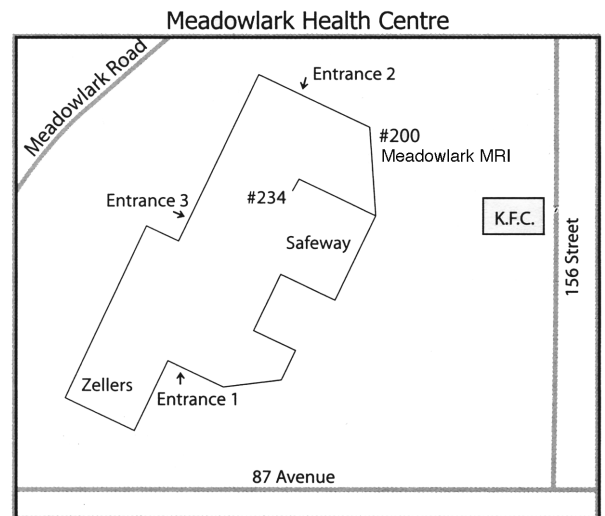 Meadowlark Health Centre
Meadowlark Road
Entrance 2
#200
Meadowlark MRI
#234
Entrance 3
K.F.C.
Safeway
156 Street
Zellers
Entrance 1
87 Avenue